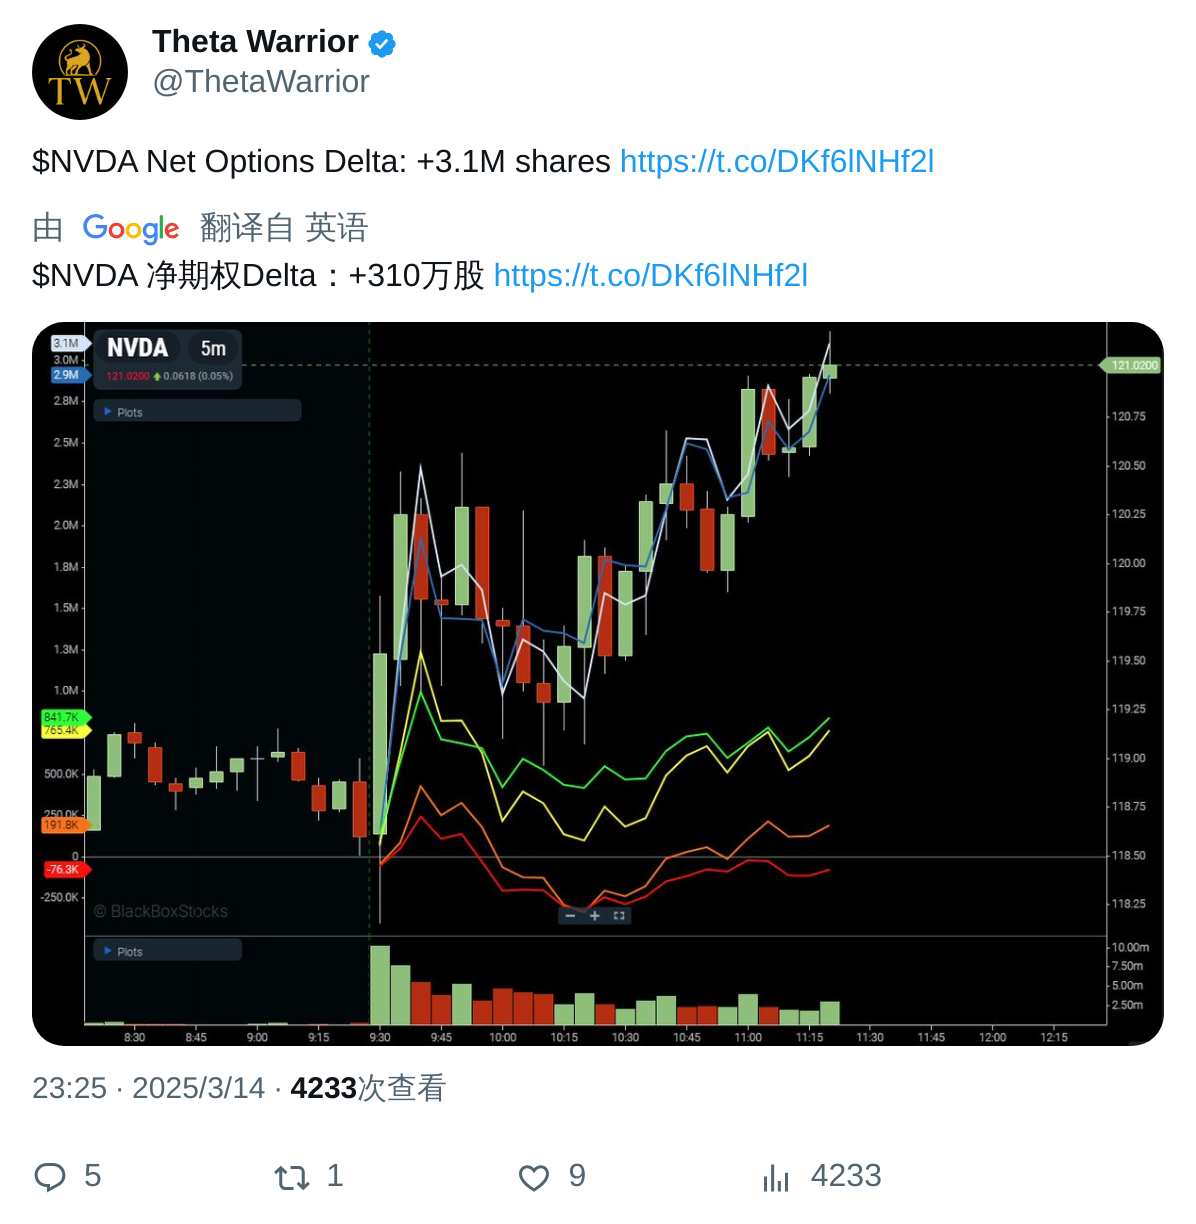 Theta Warrior
@ThetaWarrior
TW
$NVDA Net Options Delta: +3.1M shares https://t.co/DKf6lNHf2l
由 Google 翻译自 英语
$NVDA 净期权Delta：+310万股 https://t.co/DKf6lNHf2l
NVDA 5m
121.0200 0.0618 (0.05%)
Plots
3.1M
3.0M
2.9M
2.8M
2.5M
2.3M
2.0M
1.8M
1.5M
1.3M
1.0M
841.7K
765.4K
500.0K
250.0K
191.8K
0
-76.3K
-250.0K
121.0200
120.75
120.50
120.25
120.00
119.75
119.50
119.25
119.00
118.75
118.50
118.25
© BlackBoxStocks
Plots
10.00m
7.50m
5.00m
2.50m
8:30 8:45 9:00 9:15 9:30 9:45 10:00 10:15 10:30 10:45 11:00 11:15 11:30 11:45 12:00 12:15
23:25 · 2025/3/14 · 4233次查看
5 1 9 4233